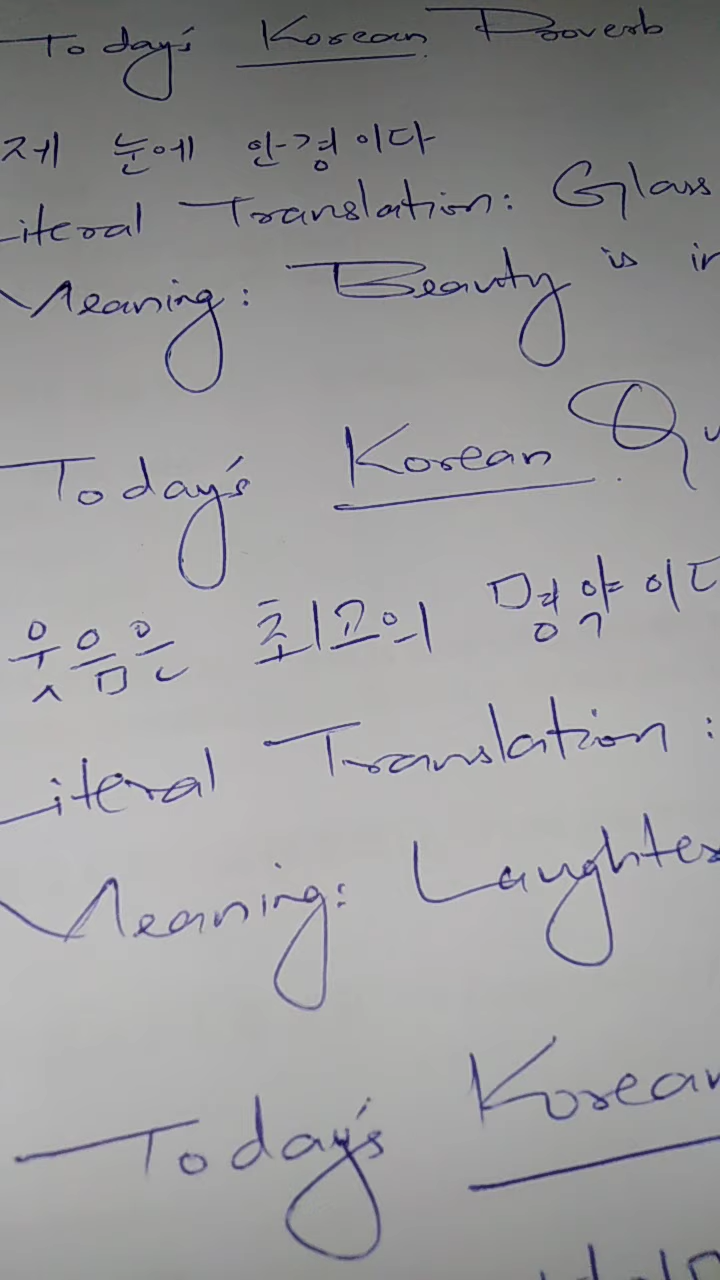 Today's Korean Proverb
제 눈에 안경이다
Literal Translation: Glass
Meaning: Beauty is in
Today's Korean Qu
웃음은 최고의 명약이다
Literal Translation:
Meaning: Laughter
Today's Korean